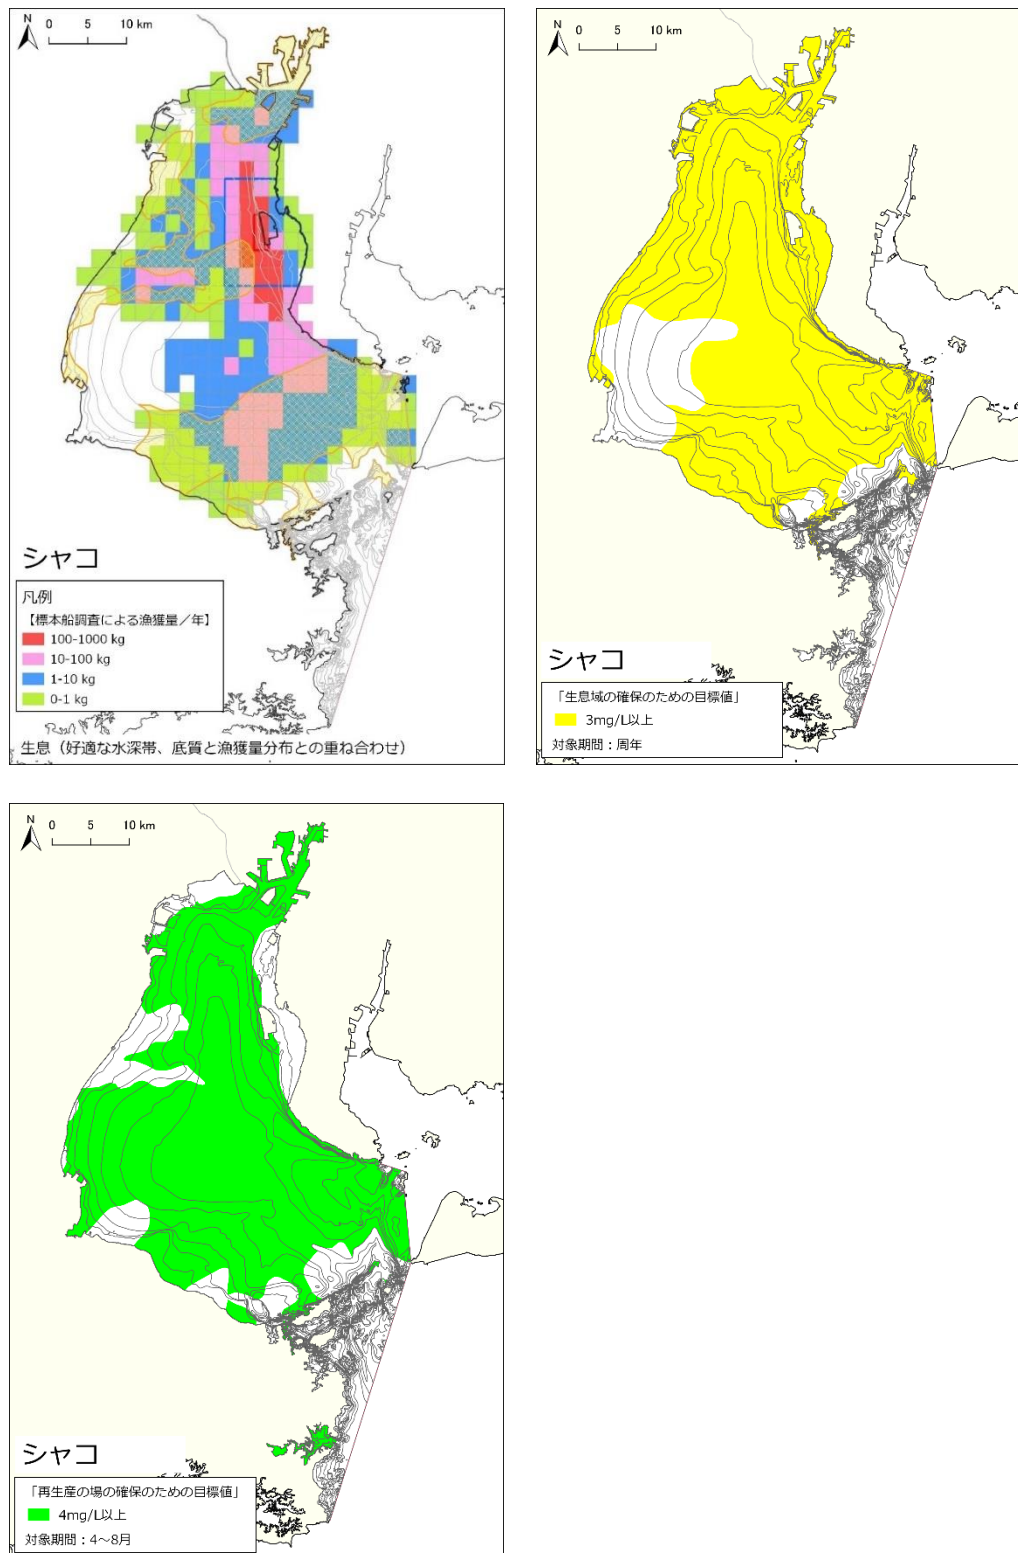 N
0 5 10 km
シャコ
凡例
【標本船調査による漁獲量／年】
100-1000 kg
10-100 kg
1-10 kg
0-1 kg
生息（好適な水深帯、底質と漁獲量分布との重ね合わせ）
N
0 5 10 km
シャコ
「生息域の確保のための目標値」
3mg/L以上
対象期間：周年
N
0 5 10 km
シャコ
「再生産の場の確保のための目標値」
4mg/L以上
対象期間：4～8月